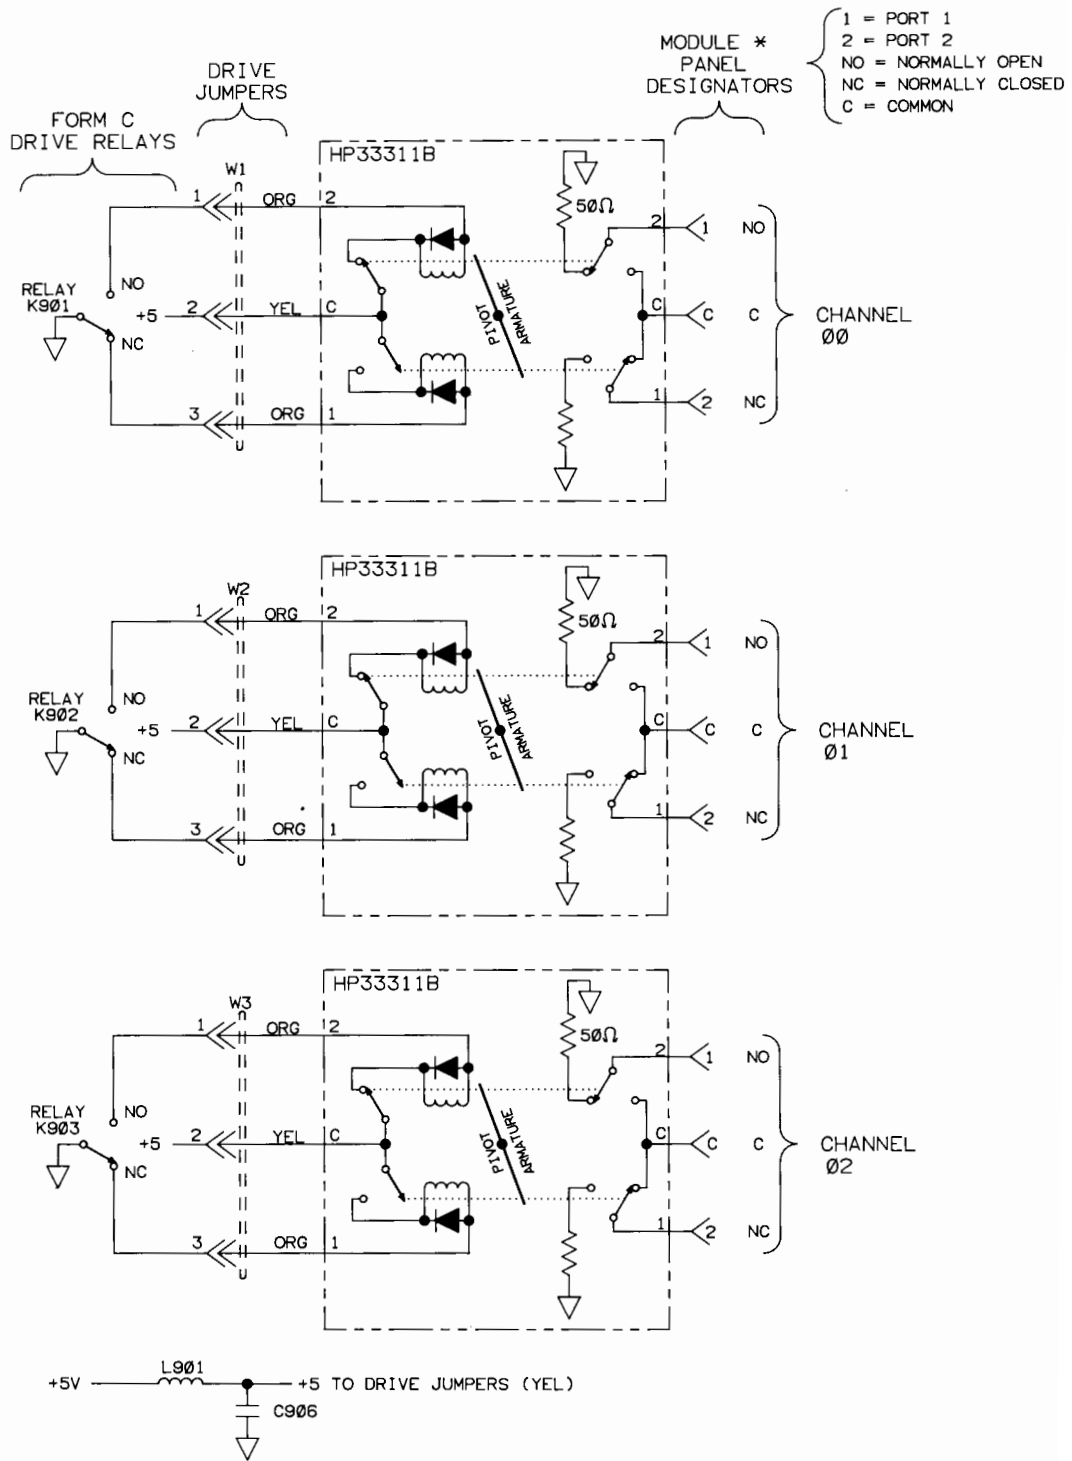 1 = PORT 1
2 = PORT 2
NO = NORMALLY OPEN
NC = NORMALLY CLOSED
C = COMMON
MODULE *
PANEL
DESIGNATORS
DRIVE
JUMPERS
FORM C
DRIVE RELAYS
HP33311B
W1
1
ORG
2
50Ω
2
1
NO
NO
RELAY
K901
+5
2
YEL
C
PIVOT
ARMATURE
C
C
C
CHANNEL
00
NC
3
ORG
1
1
2
NC
HP33311B
W2
1
ORG
2
50Ω
2
1
NO
NO
RELAY
K902
+5
2
YEL
C
PIVOT
ARMATURE
C
C
C
CHANNEL
01
NC
3
ORG
1
1
2
NC
HP33311B
W3
1
ORG
2
50Ω
2
1
NO
NO
RELAY
K903
+5
2
YEL
C
PIVOT
ARMATURE
C
C
C
CHANNEL
02
NC
3
ORG
1
1
2
NC
L901
+5V
+5 TO DRIVE JUMPERS (YEL)
C906